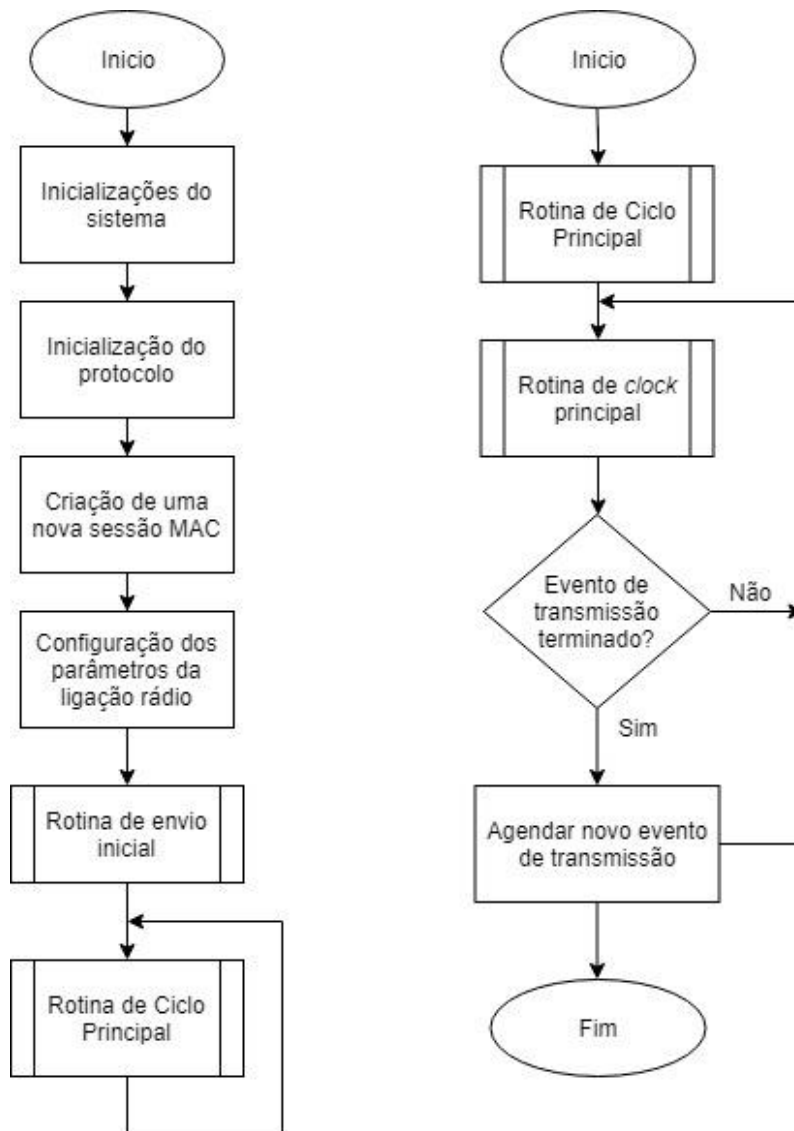 Inicio
Inicializações do
sistema
Inicialização do
protocolo
Criação de uma
nova sessão MAC
Configuração dos
parâmetros da
ligação rádio
Rotina de envio
inicial
Rotina de Ciclo
Principal
Inicio
Rotina de Ciclo
Principal
Rotina de clock
principal
Evento de
transmissão
terminado?
Não
Sim
Agendar novo evento
de transmissão
Fim